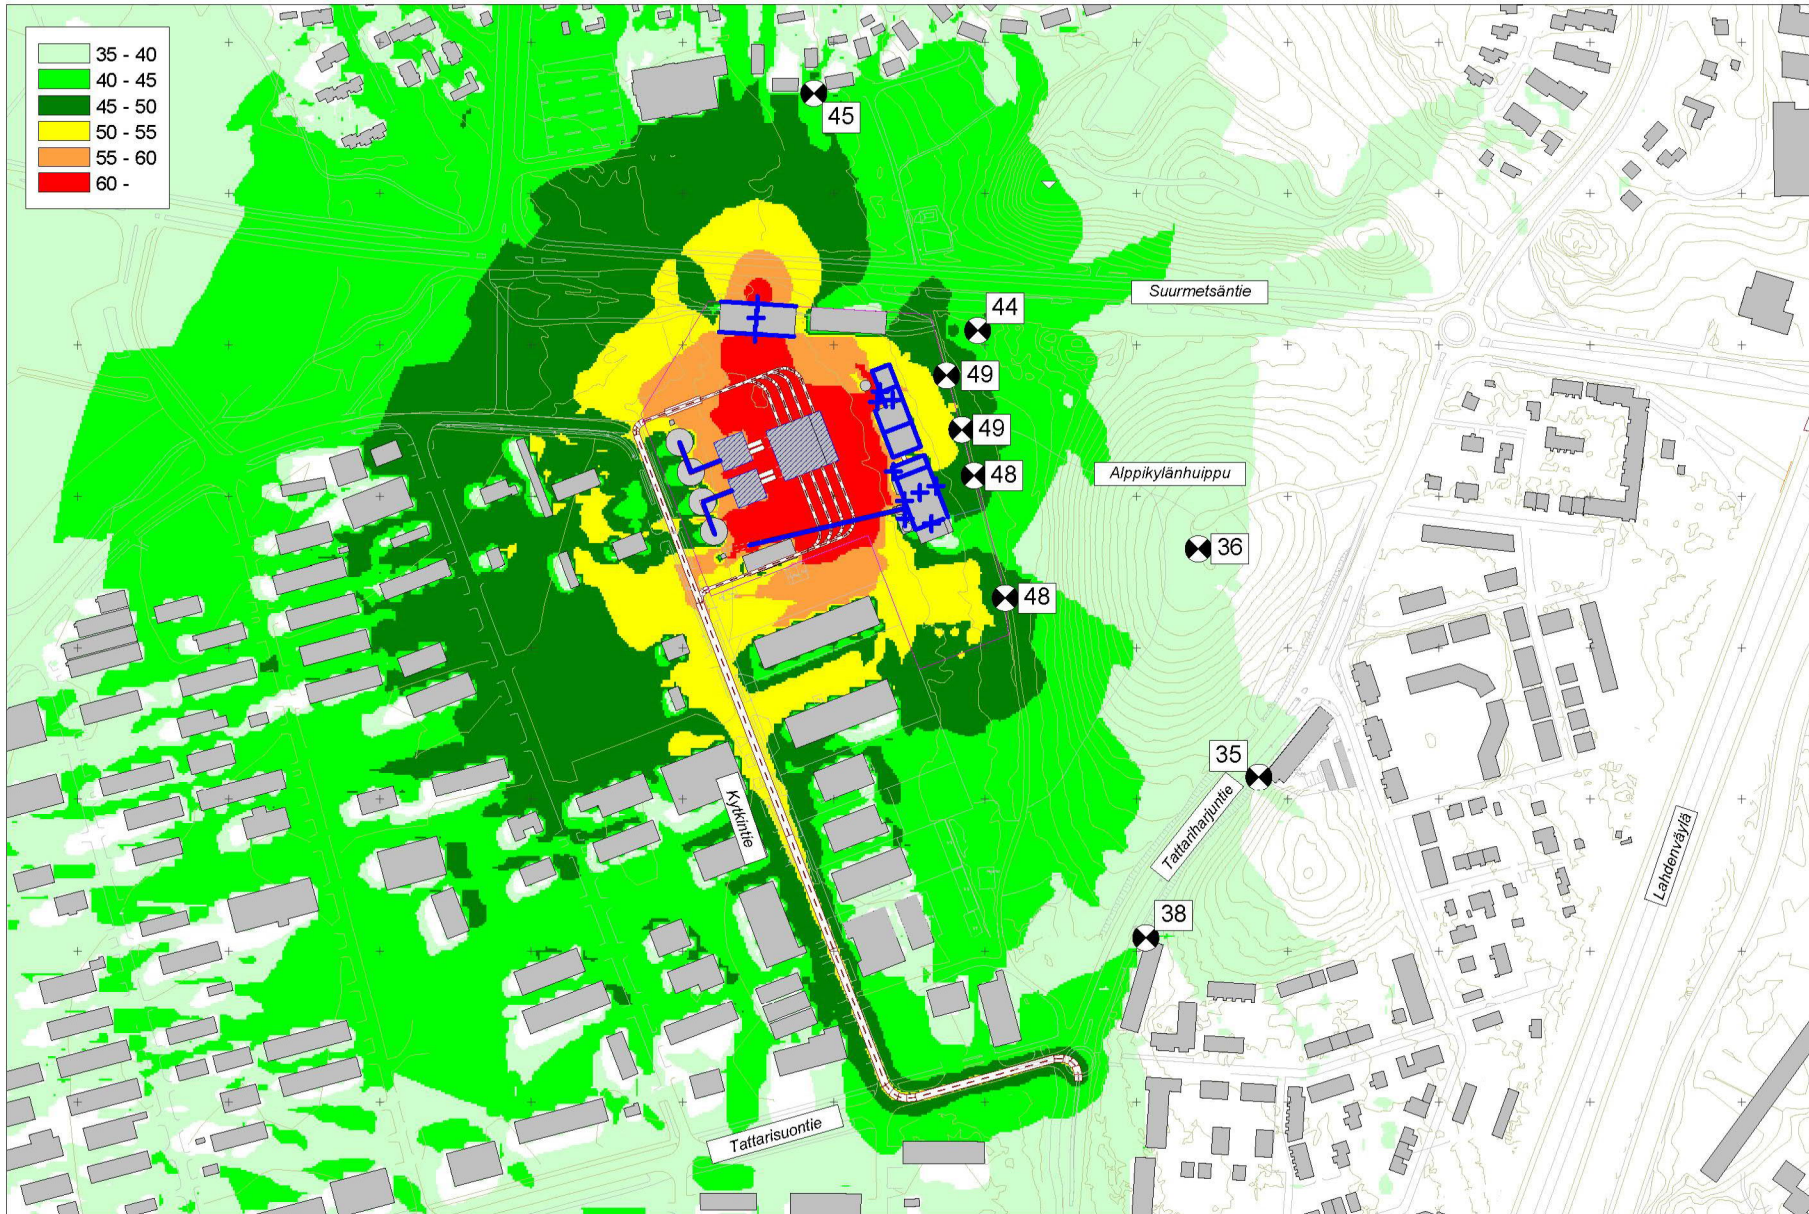 35 - 40
40 - 45
45 - 50
50 - 55
55 - 60
60 -
45
Suurmetsäntie
44
49
49
Alppikylänhuippu
48
36
48
35
Kytkintie
Tattariharjuntie
Lahdenväylä
38
Tattarisuontie